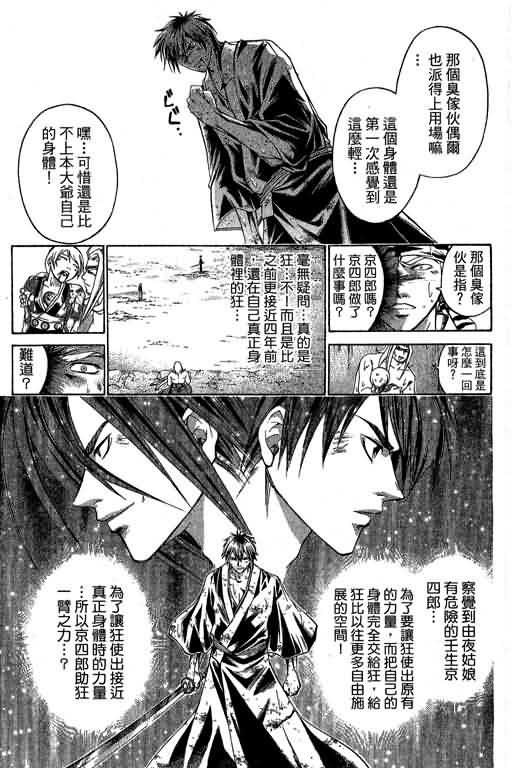 那個臭傢伙偶爾
也派得上用場嘛
這個身體還是
第一次感覺到
這麼輕…
嘿…可惜還是比
不上本大爺自己
的身體！
那個臭傢
伙是指？
京四郎嗎？
京四郎做了
什麼事嗎？
毫無疑問…真的是
狂…不！而且是比
之前更接近四年前
，還在自己真正身
體裡的狂…
這到底是
怎麼一回
事呀？
難道？
察覺到由夜姑娘
有危險的壬生京
四郎…
為了要讓狂使出原有
的力量，而把自己的
身體完全交給狂，給
狂比以往更多自由施
展的空間！
為了讓狂使出接近
真正身體時的力量
…所以京四郎助狂
一臂之力…？